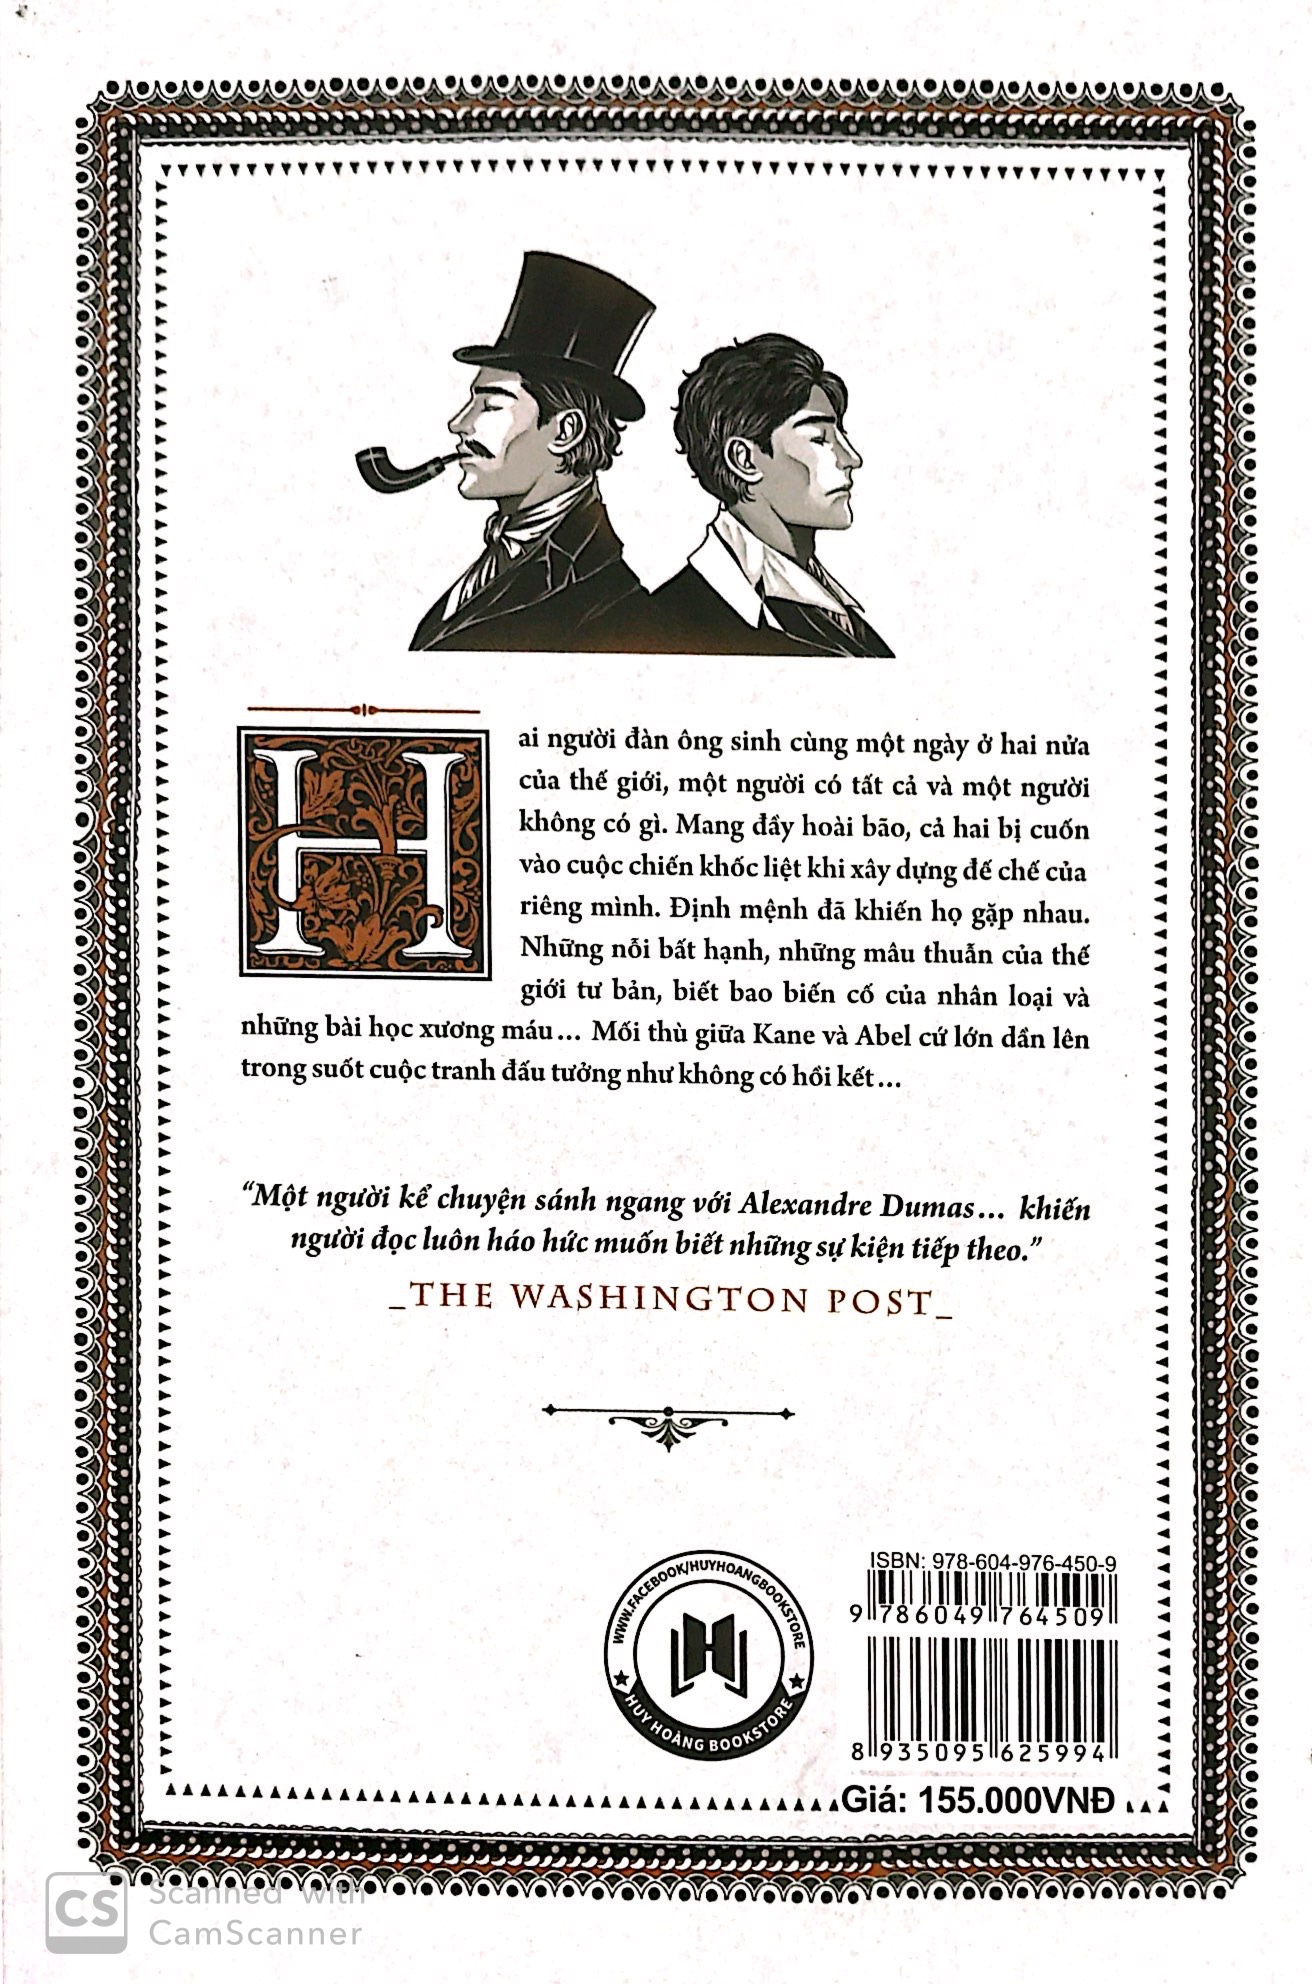 Hai người đàn ông sinh cùng một ngày ở hai nửa
của thế giới, một người có tất cả và một người
không có gì. Mang đầy hoài bão, cả hai bị cuốn
vào cuộc chiến khốc liệt khi xây dựng đế chế của
riêng mình. Định mệnh đã khiến họ gặp nhau.
Những nỗi bất hạnh, những mâu thuẫn của thế
giới tư bản, biết bao biến cố của nhân loại và
những bài học xương máu... Mối thù giữa Kane và Abel cứ lớn dần lên
trong suốt cuộc tranh đấu tưởng như không có hồi kết...
“Một người kể chuyện sánh ngang với Alexandre Dumas... khiến
người đọc luôn háo hức muốn biết những sự kiện tiếp theo.”
_THE WASHINGTON POST_
WWW.FACEBOOK/HUYHOANGBOOKSTORE
HUY HOÀNG BOOKSTORE
ISBN: 978-604-976-450-9
9 786049 764509
8 935095 625994
Giá: 155.000VNĐ
CS Scanned with
CamScanner